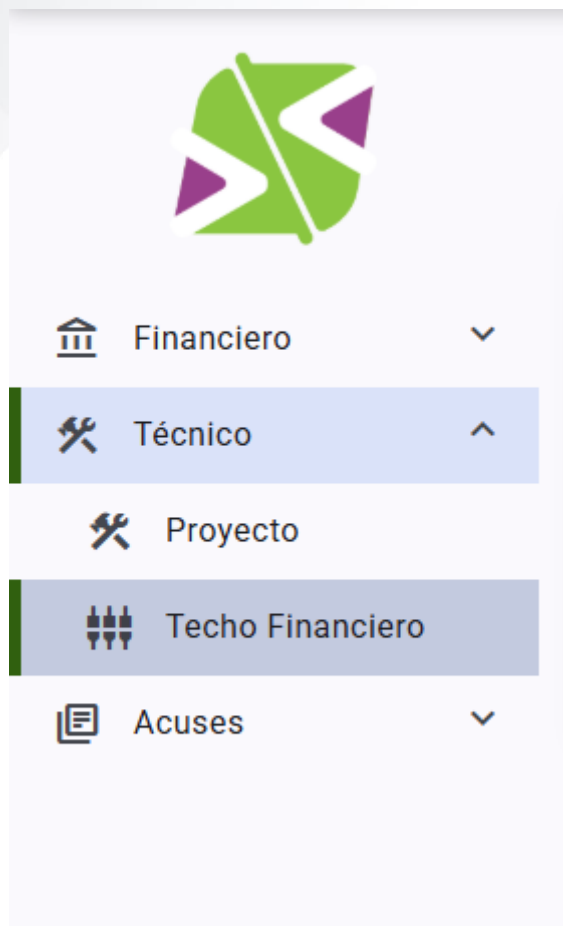 Financiero
Técnico
Proyecto
Techo Financiero
Acuses